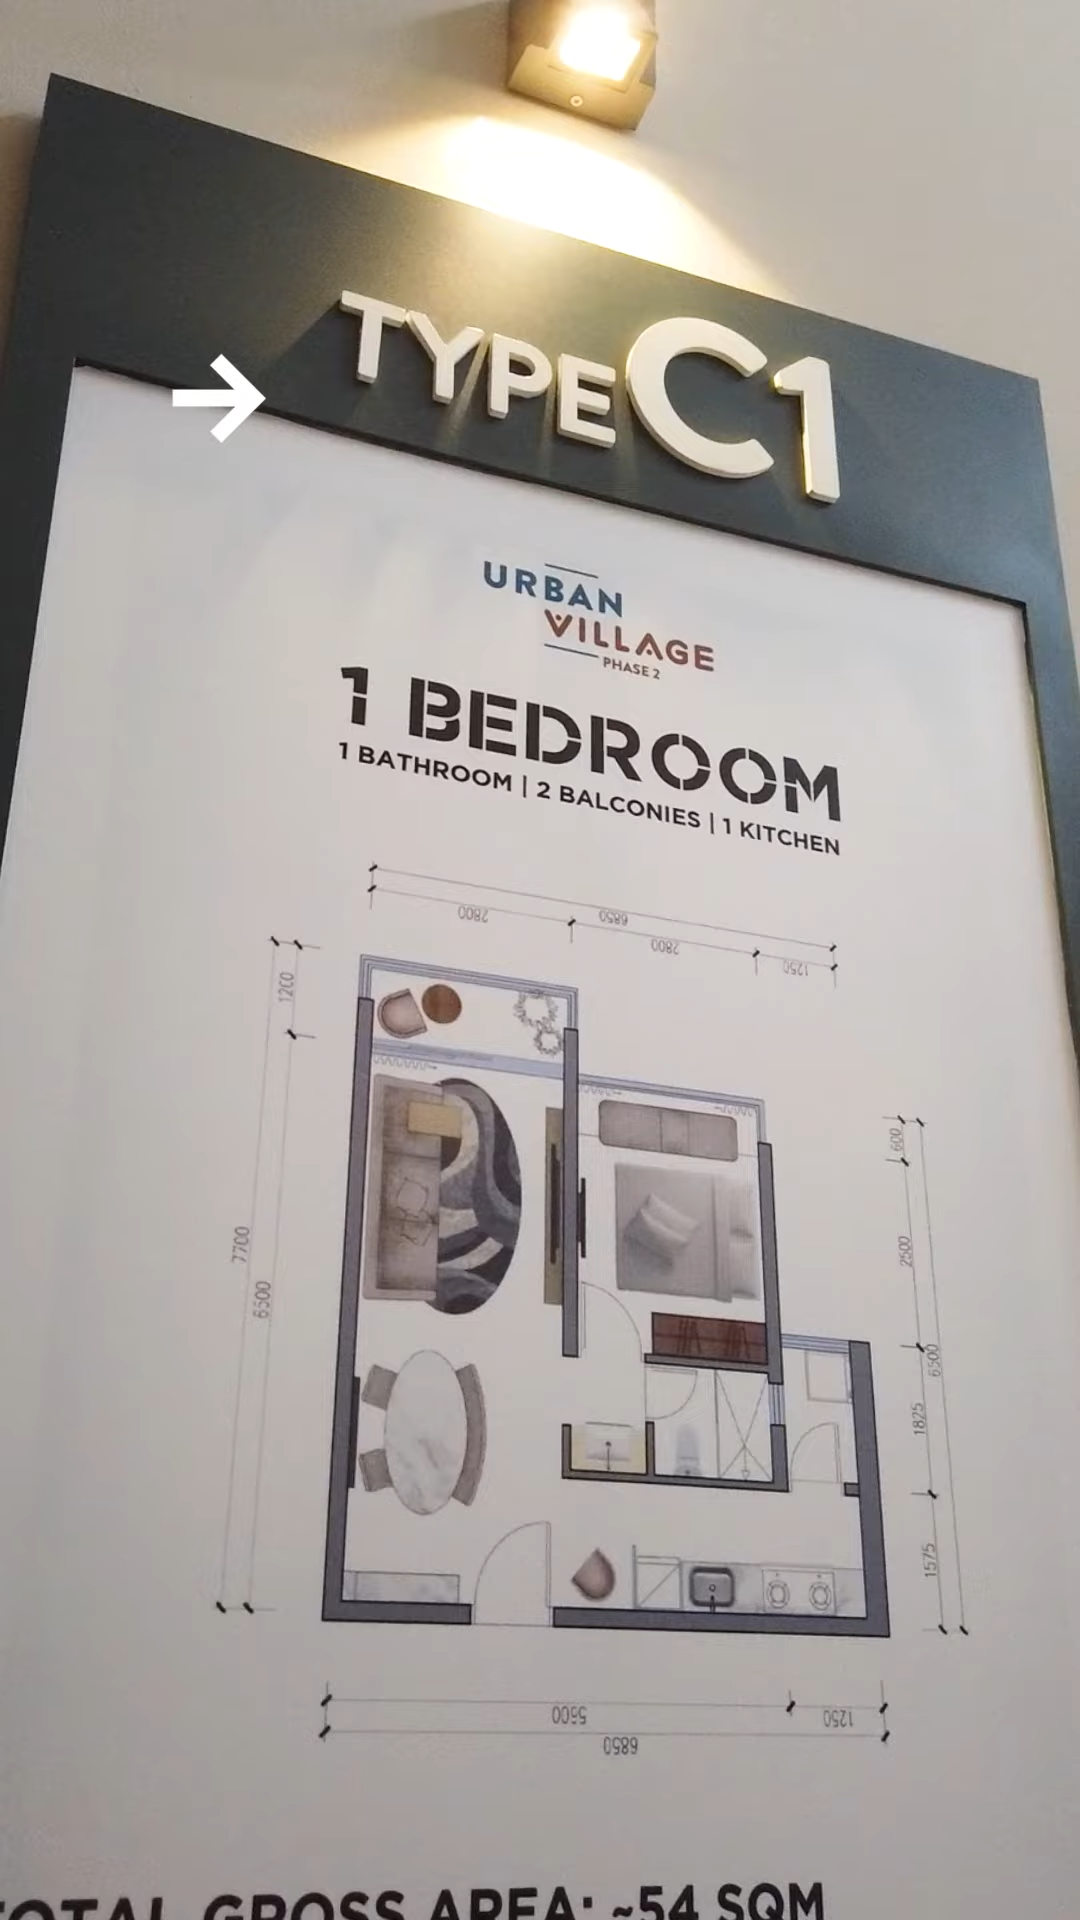 TYPE C1
URBAN
VILLAGE
PHASE 2
1 BEDROOM
1 BATHROOM | 2 BALCONIES | 1 KITCHEN
6850
2800
2800
1250
1200
7700
6500
600
2500
6500
1825
1575
5600
1250
6850
TOTAL GROSS AREA: ~54 SQM